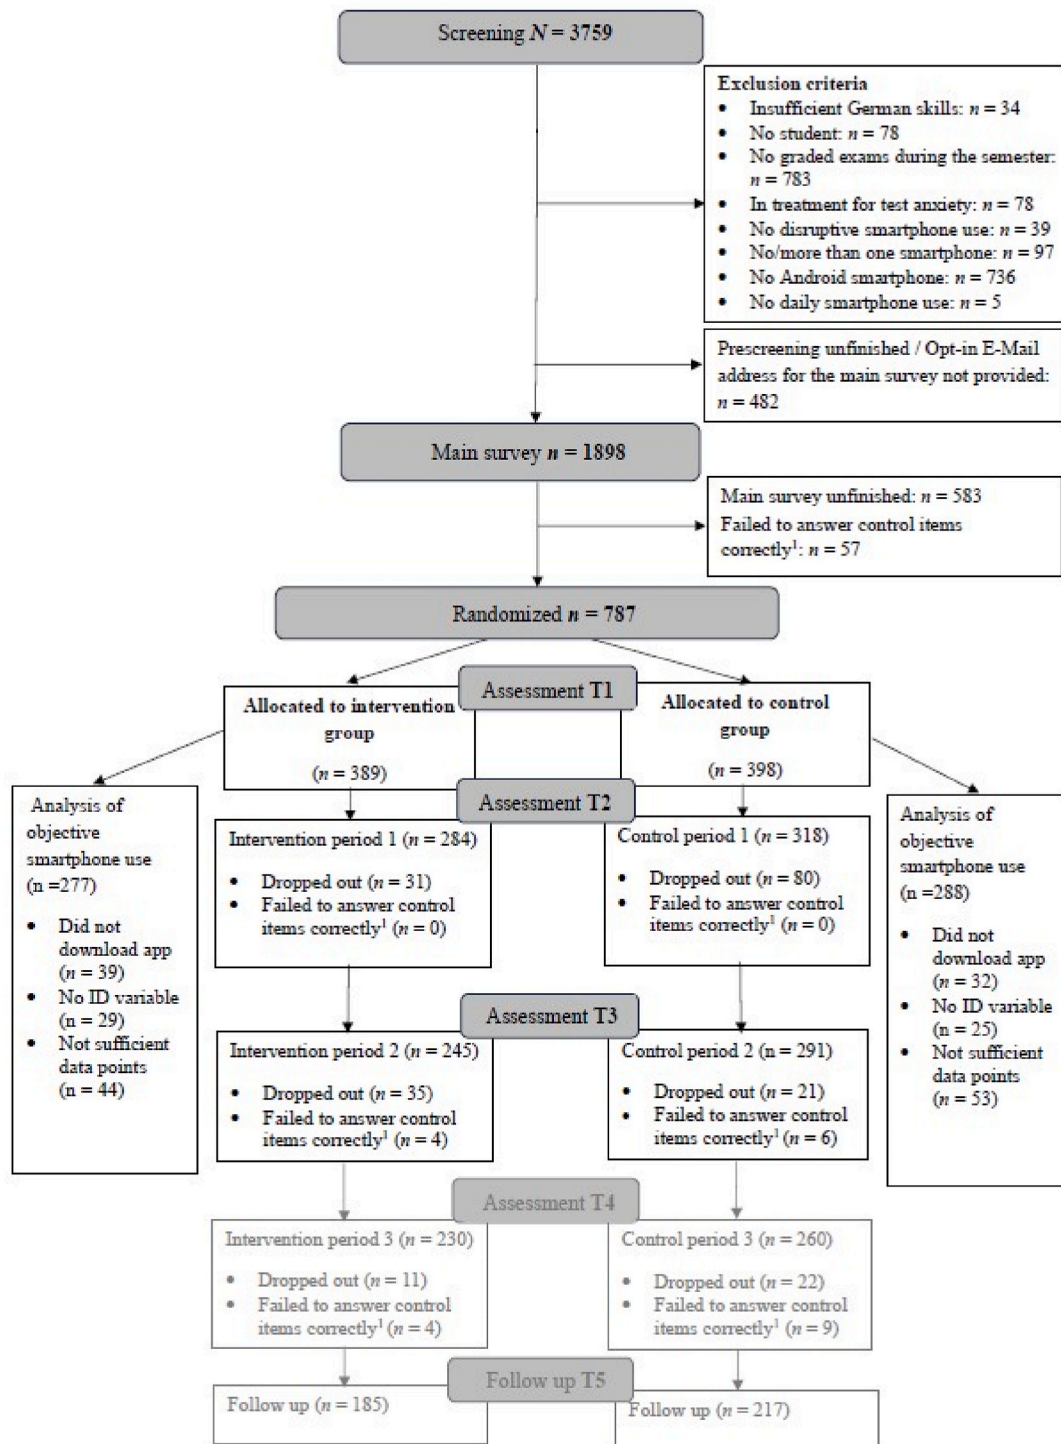 Screening N = 3759
Exclusion criteria
• Insufficient German skills: n = 34
• No student: n = 78
• No graded exams during the semester:
n = 783
• In treatment for test anxiety: n = 78
• No disruptive smartphone use: n = 39
• No/more than one smartphone: n = 97
• No Android smartphone: n = 736
• No daily smartphone use: n = 5
Prescreening unfinished / Opt-in E-Mail
address for the main survey not provided:
n = 482
Main survey n = 1898
Main survey unfinished: n = 583
Failed to answer control items
correctly¹: n = 57
Randomized n = 787
Assessment T1
Allocated to intervention
group
(n = 389)
Allocated to control
group
(n = 398)
Analysis of
objective
smartphone use
(n =277)
• Did not
download app
(n = 39)
• No ID variable
(n = 29)
• Not sufficient
data points
(n = 44)
Assessment T2
Intervention period 1 (n = 284)
• Dropped out (n = 31)
• Failed to answer control
items correctly¹ (n = 0)
Control period 1 (n = 318)
• Dropped out (n = 80)
• Failed to answer control
items correctly¹ (n = 0)
Analysis of
objective
smartphone use
(n =288)
• Did not
download app
(n = 32)
• No ID variable
(n = 25)
• Not sufficient
data points
(n = 53)
Assessment T3
Intervention period 2 (n = 245)
• Dropped out (n = 35)
• Failed to answer control
items correctly¹ (n = 4)
Control period 2 (n = 291)
• Dropped out (n = 21)
• Failed to answer control
items correctly¹ (n = 6)
Assessment T4
Intervention period 3 (n = 230)
• Dropped out (n = 11)
• Failed to answer control
items correctly¹ (n = 4)
Control period 3 (n = 260)
• Dropped out (n = 22)
• Failed to answer control
items correctly¹ (n = 9)
Follow up T5
Follow up (n = 185)
Follow up (n = 217)